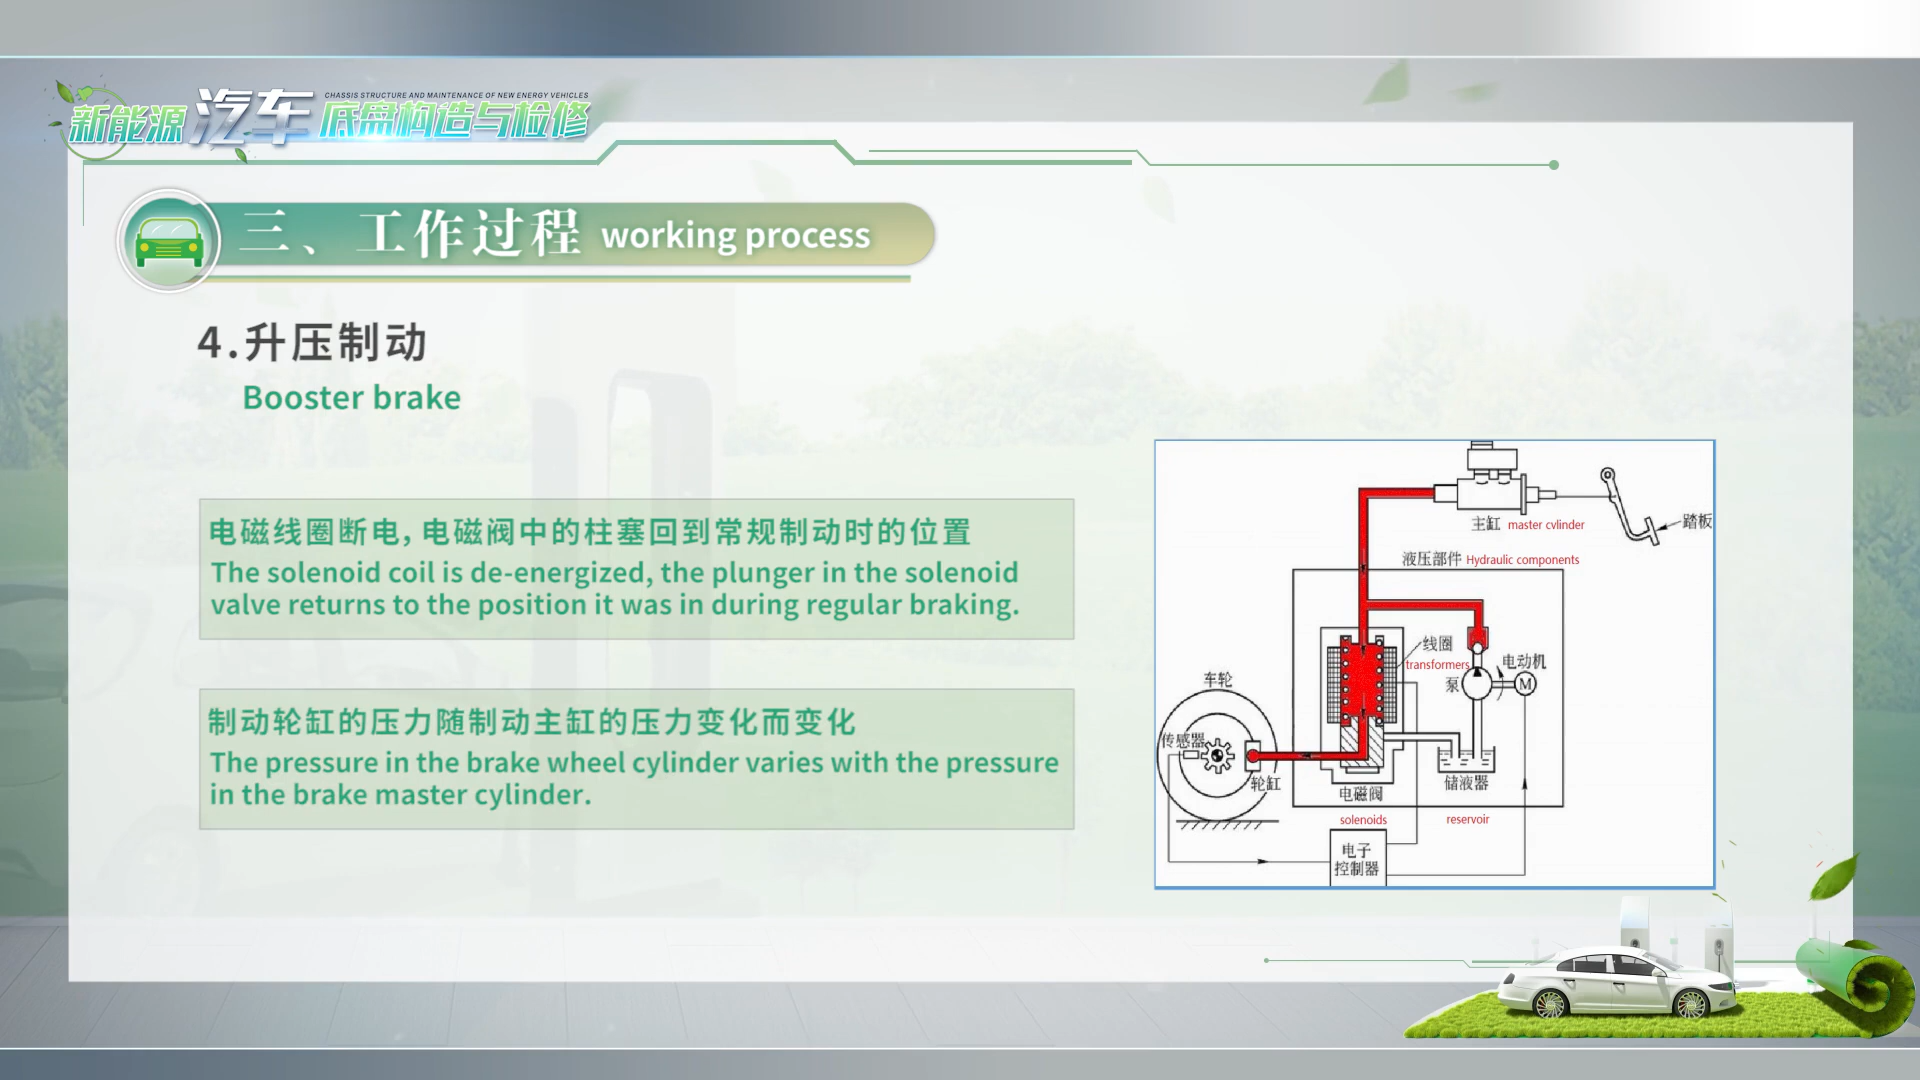 CHASSIS STRUCTURE AND MAINTENANCE OF NEW ENERGY VEHICLES
新能源汽车底盘构造与检修
三、工作过程 working process
4.升压制动
Booster brake
电磁线圈断电,电磁阀中的柱塞回到常规制动时的位置
The solenoid coil is de-energized, the plunger in the solenoid
valve returns to the position it was in during regular braking.
制动轮缸的压力随制动主缸的压力变化而变化
The pressure in the brake wheel cylinder varies with the pressure
in the brake master cylinder.
主缸 master cvlinder
踏板
液压部件 Hydraulic components
线圈
transformers
电动机
泵
M
车轮
传感器
轮缸
电磁阀
储液器
solenoids
reservoir
电子
控制器